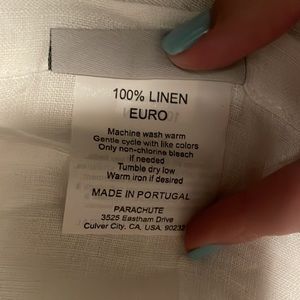 100% LINEN
EURO
Machine wash warm
Gentle cycle with like colors
Only non-chlorine bleach
if needed
Tumble dry low
Warm iron if desired
MADE IN PORTUGAL
PARACHUTE
3525 Eastham Drive
Culver City, CA, USA, 90232